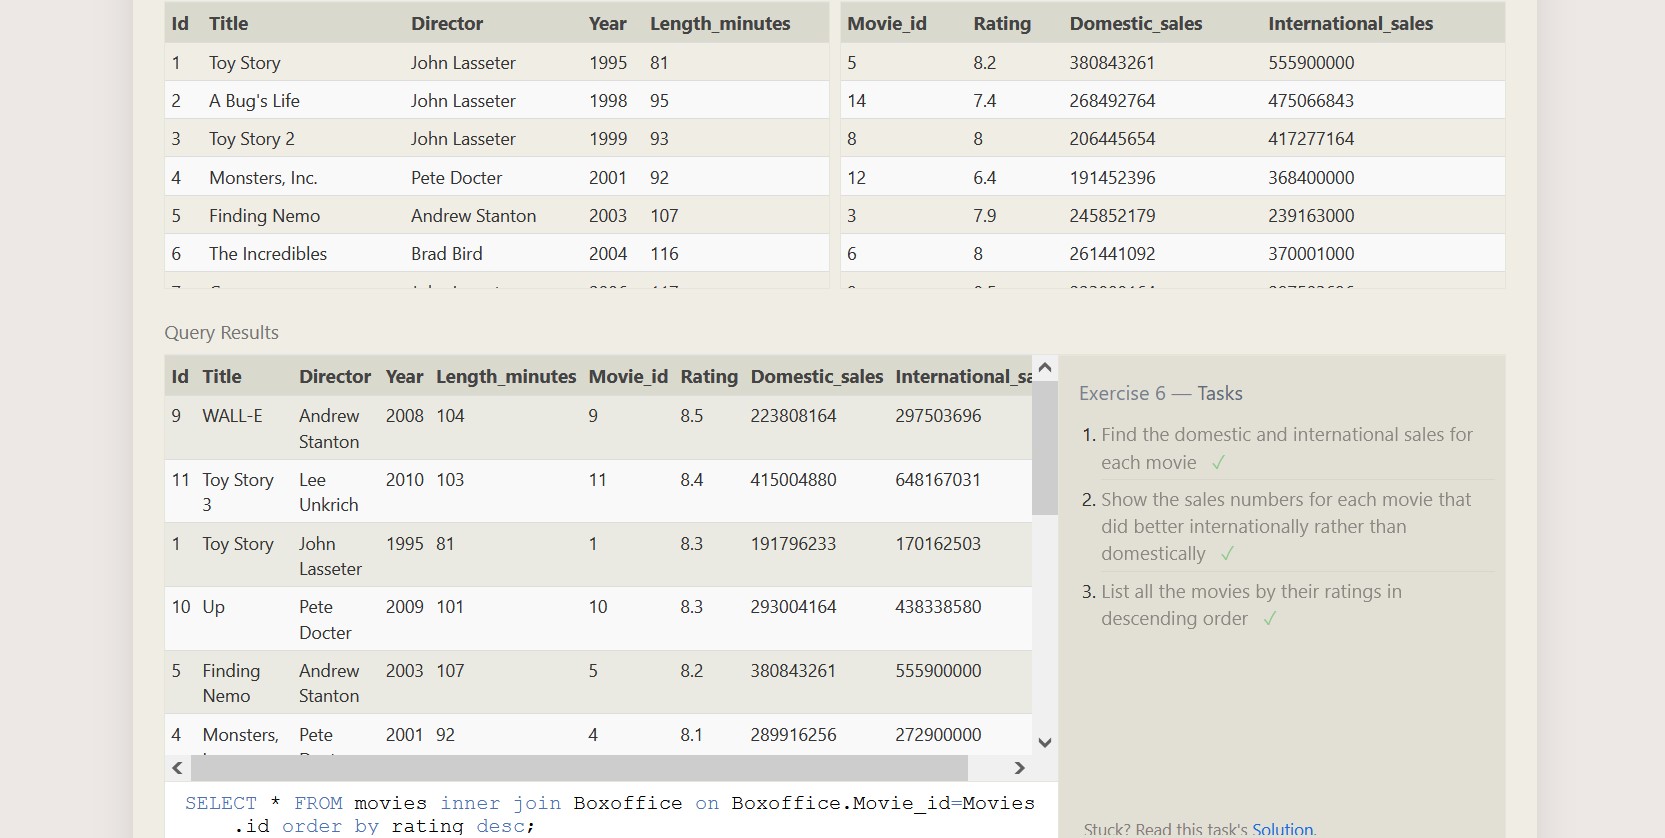 Id Title Director Year Length_minutes
1 Toy Story John Lasseter 1995 81
2 A Bug's Life John Lasseter 1998 95
3 Toy Story 2 John Lasseter 1999 93
4 Monsters, Inc. Pete Docter 2001 92
5 Finding Nemo Andrew Stanton 2003 107
6 The Incredibles Brad Bird 2004 116
Movie_id Rating Domestic_sales International_sales
5 8.2 380843261 555900000
14 7.4 268492764 475066843
8 8 206445654 417277164
12 6.4 191452396 368400000
3 7.9 245852179 239163000
6 8 261441092 370001000
Query Results
Id Title Director Year Length_minutes Movie_id Rating Domestic_sales International_sa
9 WALL-E Andrew 2008 104 9 8.5 223808164 297503696
Stanton
11 Toy Story Lee 2010 103 11 8.4 415004880 648167031
3 Unkrich
1 Toy Story John 1995 81 1 8.3 191796233 170162503
Lasseter
10 Up Pete 2009 101 10 8.3 293004164 438338580
Docter
5 Finding Andrew 2003 107 5 8.2 380843261 555900000
Nemo Stanton
4 Monsters, Pete 2001 92 4 8.1 289916256 272900000
SELECT * FROM movies inner join Boxoffice on Boxoffice.Movie_id=Movies
.id order by rating desc;
Exercise 6 — Tasks
1. Find the domestic and international sales for
each movie ✓
2. Show the sales numbers for each movie that
did better internationally rather than
domestically ✓
3. List all the movies by their ratings in
descending order ✓
Stuck? Read this task's Solution.